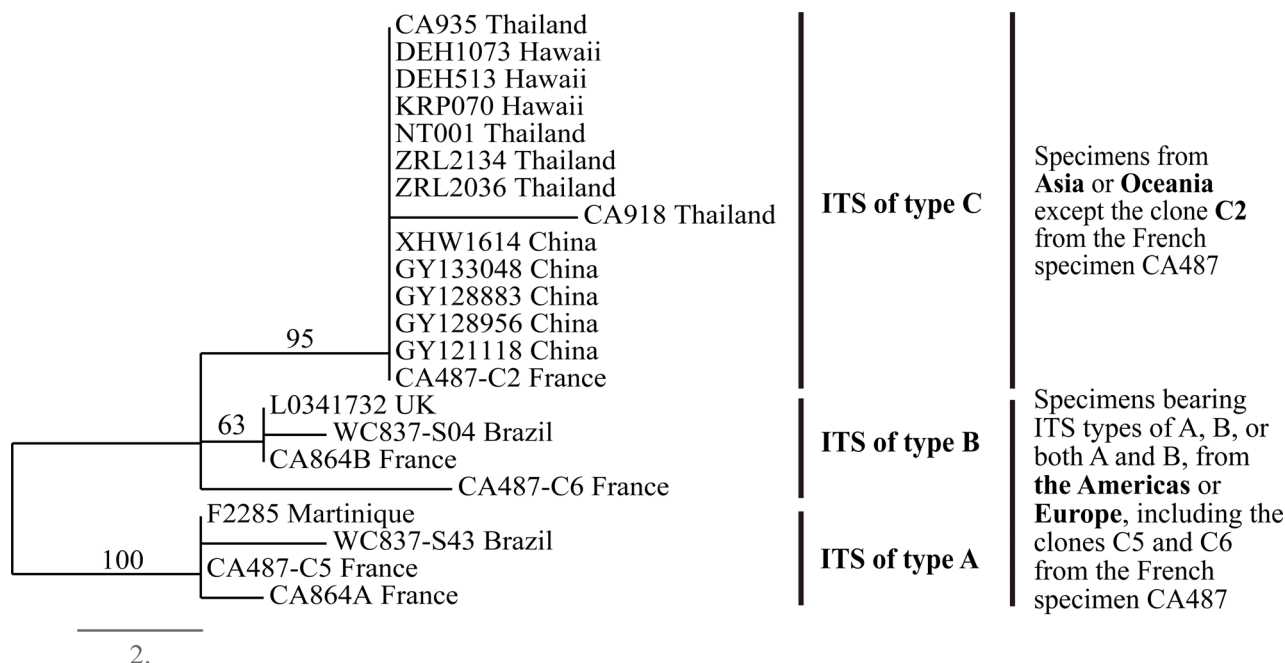 CA935 Thailand
DEH1073 Hawaii
DEH513 Hawaii
KRP070 Hawaii
NT001 Thailand
ZRL2134 Thailand
ZRL2036 Thailand
CA918 Thailand
XHW1614 China
GY133048 China
GY128883 China
GY128956 China
GY121118 China
CA487-C2 France
95
L0341732 UK
63
WC837-S04 Brazil
CA864B France
CA487-C6 France
F2285 Martinique
WC837-S43 Brazil
100
CA487-C5 France
CA864A France
2.
ITS of type C
ITS of type B
ITS of type A
Specimens from
Asia or Oceania
except the clone C2
from the French
specimen CA487
Specimens bearing
ITS types of A, B, or
both A and B, from
the Americas or
Europe, including the
clones C5 and C6
from the French
specimen CA487